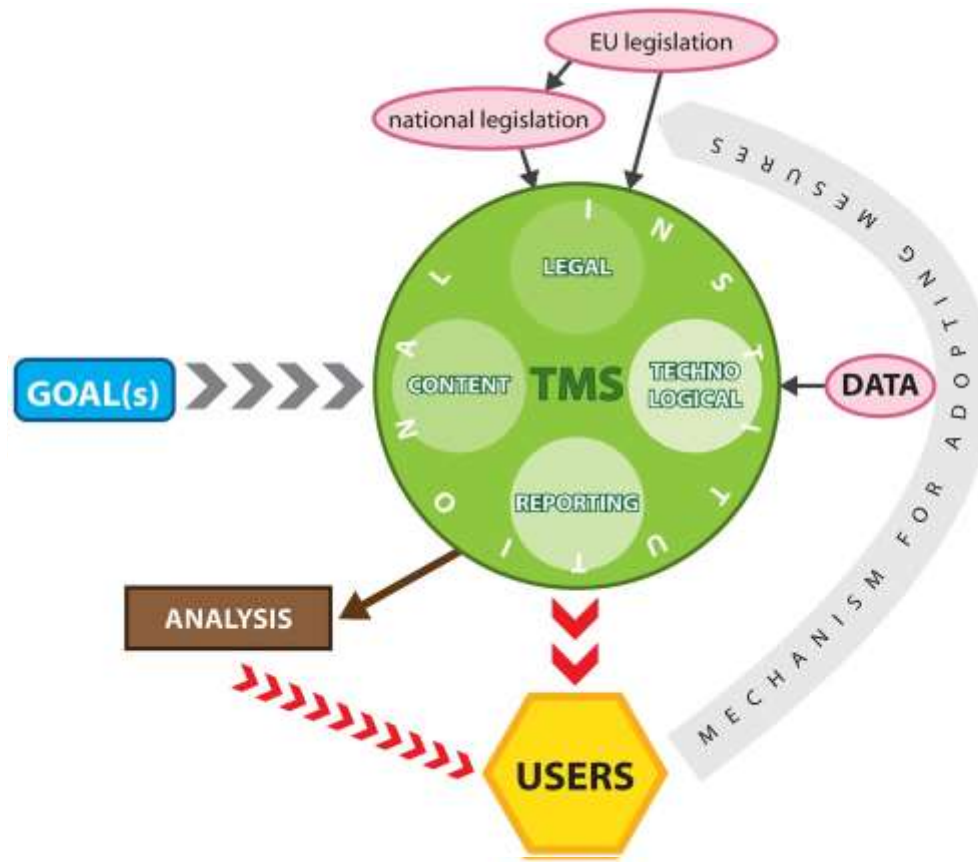 EU legislation
national legislation
INSTITUTIONAL
LEGAL
CONTENT
TMS
TECHNO
LOGICAL
REPORTING
GOAL(s)
DATA
MECHANISM FOR ADOPTING MESURES
ANALYSIS
USERS